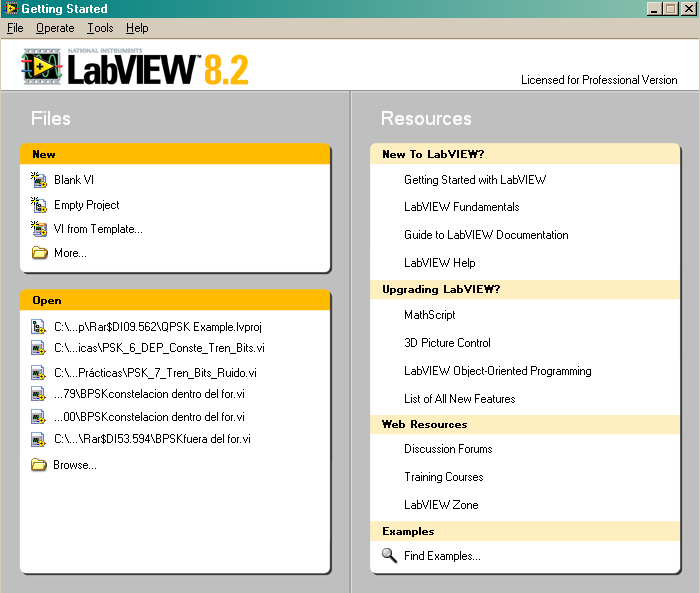 Getting Started
File Operate Tools Help
NATIONAL INSTRUMENTS
LabVIEW™ 8.2
Licensed for Professional Version
Files
New
Blank VI
Empty Project
VI from Template...
More...
Open
C:\...p\Rar$DI09.562\QPSK Example.lvproj
C:\...icas\PSK_6_DEP_Conste_Tren_Bits.vi
C:\...Prácticas\PSK_7_Tren_Bits_Ruido.vi
...79\BPSKconstelacion dentro del for.vi
...00\BPSKconstelacion dentro del for.vi
C:\...\Rar$DI53.594\BPSKfuera del for.vi
Browse...
Resources
New To LabVIEW?
Getting Started with LabVIEW
LabVIEW Fundamentals
Guide to LabVIEW Documentation
LabVIEW Help
Upgrading LabVIEW?
MathScript
3D Picture Control
LabVIEW Object-Oriented Programming
List of All New Features
Web Resources
Discussion Forums
Training Courses
LabVIEW Zone
Examples
Find Examples...